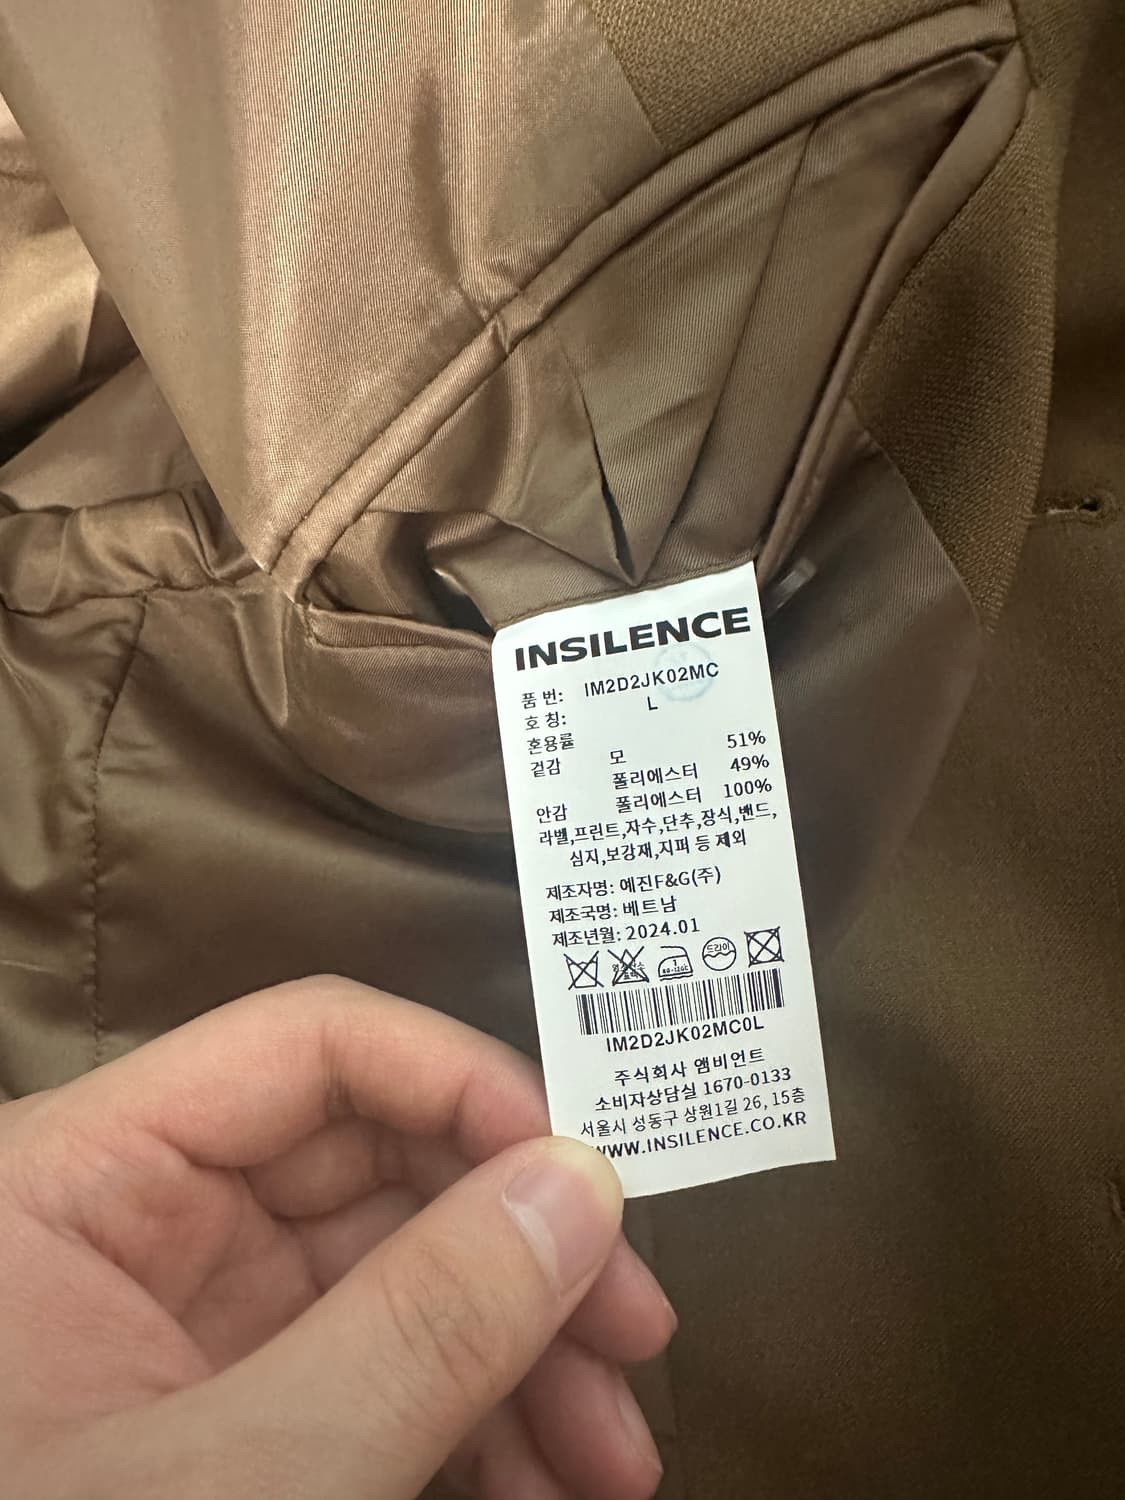 INSILENCE
품 번: IM2D2JK02MC
호 칭: L
혼용률
겉감 모 51%
폴리에스터 49%
안감 폴리에스터 100%
라벨,프린트,자수,단추,장식,밴드,
심지,보강재,지퍼 등 제외
제조자명: 예진F&G(주)
제조국명: 베트남
제조년월: 2024.01
드라이
IM2D2JK02MC0L
주식회사 앰비언트
소비자상담실 1670-0133
서울시 성동구 상원1길 26, 15층
WWW.INSILENCE.CO.KR